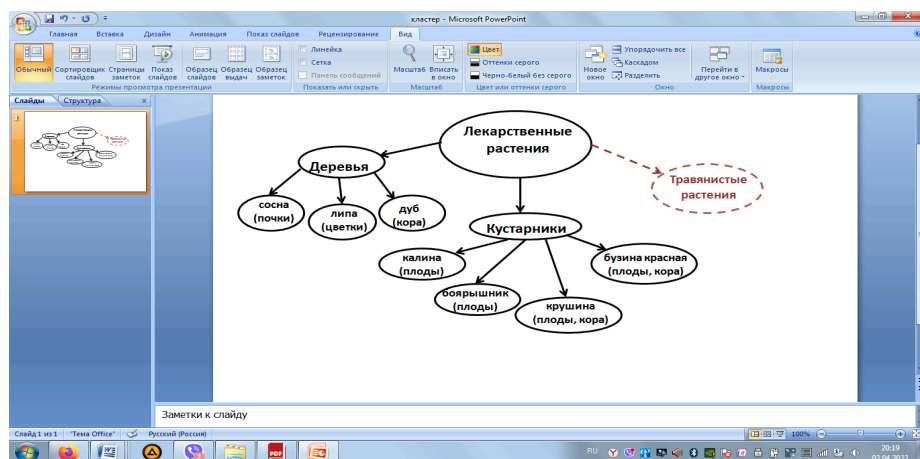 кластер - Microsoft PowerPoint
Главная Вставка Дизайн Анимация Показ слайдов Рецензирование Вид
Обычный Сортировщик слайдов Страницы заметок Показ слайдов Образец слайдов Образец выдач Образец заметок
Режимы просмотра презентации
Линейка
Сетка
Панель сообщений
Показать или скрыть
Масштаб Вписать в окно
Масштаб
Цвет
Оттенки серого
Черно-белый без серого
Цвет или оттенки серого
Новое окно
Упорядочить все
Каскадом
Разделить
Перейти в другое окно
Окно
Макросы
Макросы
Слайды Структура
1
Лекарственные
растения
Деревья
Травянистые
растения
сосна
(почки)
липа
(цветки)
дуб
(кора)
Кустарники
калина
(плоды)
бузина красная
(плоды, кора)
боярышник
(плоды)
крушина
(плоды, кора)
Заметки к слайду
Слайд 1 из 1 "Тема Office" Русский (Россия) 100%
RU 20:19
02.04.2022